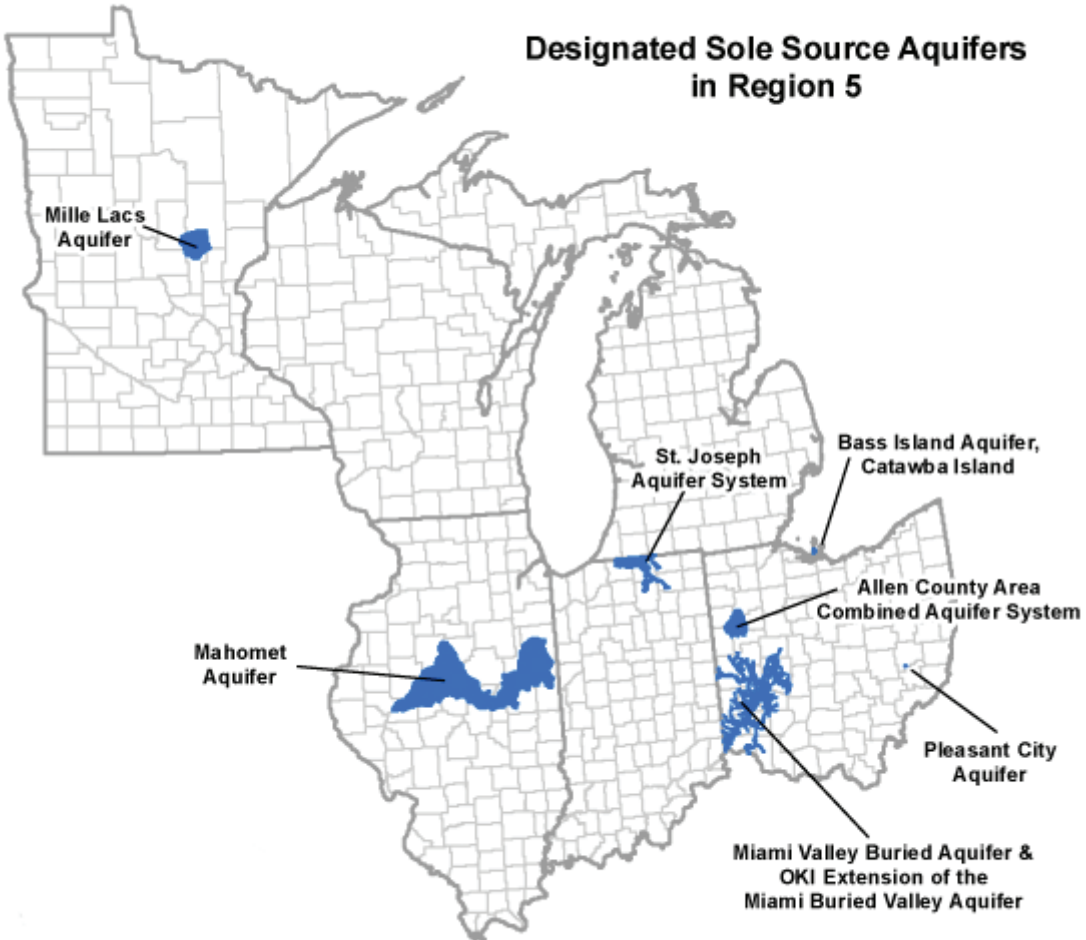 Designated Sole Source Aquifers
in Region 5
Mille Lacs
Aquifer
St. Joseph
Aquifer System
Bass Island Aquifer,
Catawba Island
Allen County Area
Combined Aquifer System
Mahomet
Aquifer
Pleasant City
Aquifer
Miami Valley Buried Aquifer &
OKI Extension of the
Miami Buried Valley Aquifer